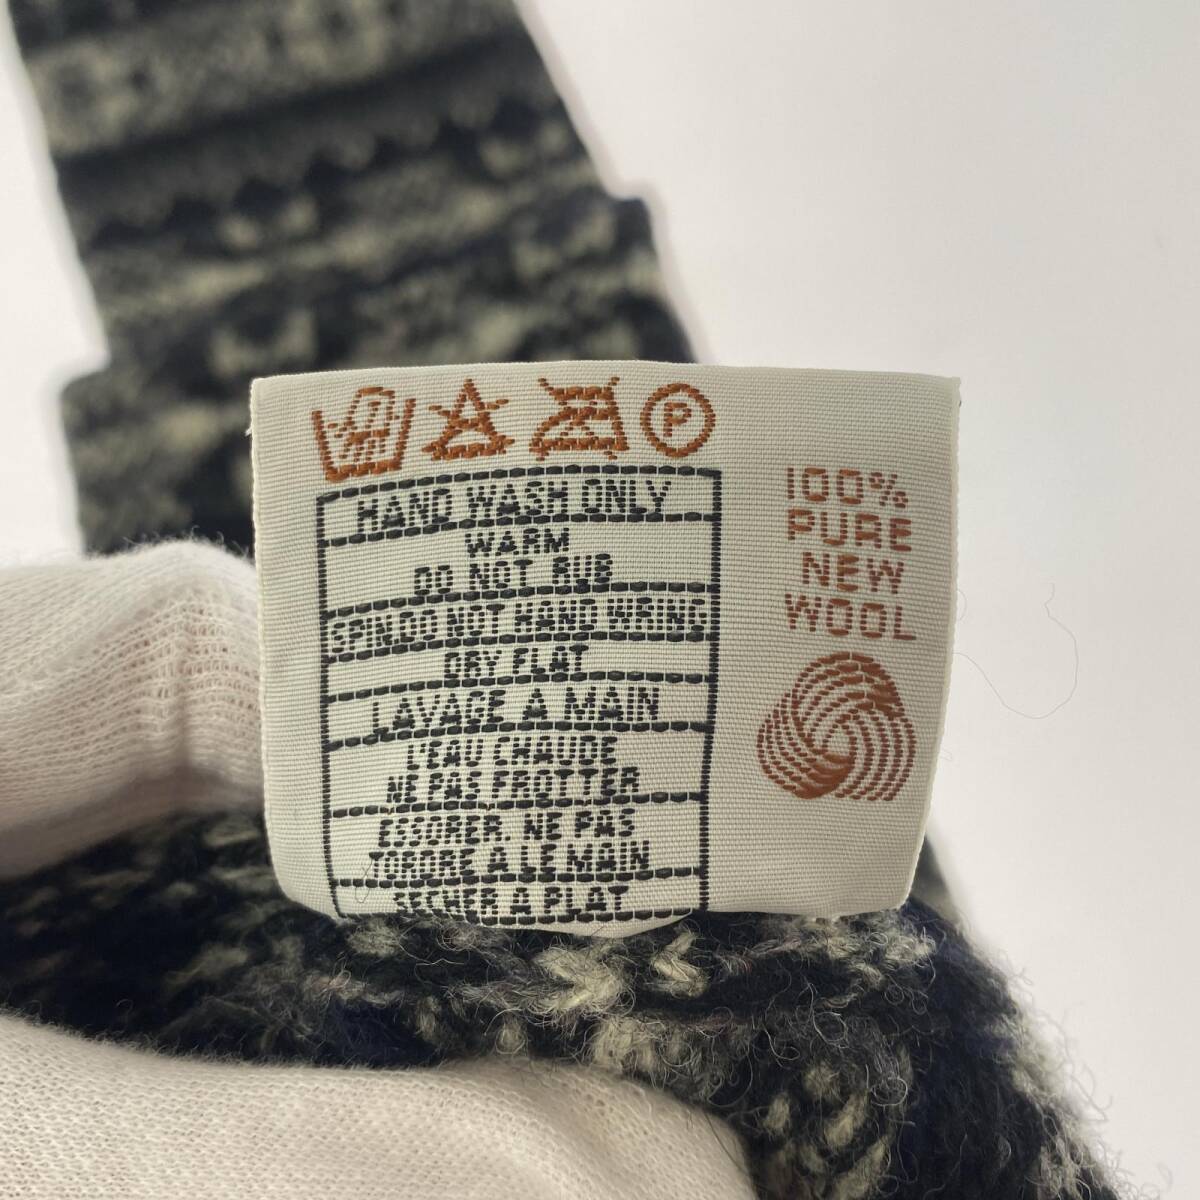 P
HAND WASH ONLY
WARM
DO NOT RUB
SPIN.DO NOT HAND WRING
DRY FLAT
LAVAGE A MAIN
L'EAU CHAUDE
NE PAS FROTTER
ESSORER. NE PAS
TORDRE A LE MAIN
SECHER A PLAT
100%
PURE
NEW
WOOL